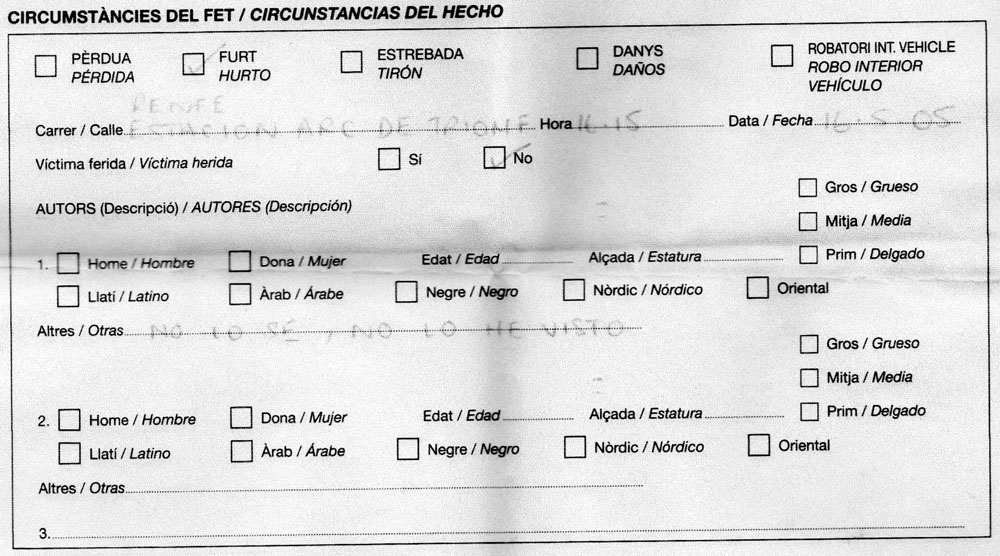 CIRCUMSTÀNCIES DEL FET / CIRCUNSTANCIAS DEL HECHO
PÈRDUA FURT ESTREBADA DANYS ROBATORI INT. VEHICLE
PÉRDIDA HURTO TIRÓN DAÑOS ROBO INTERIOR
VEHÍCULO
RENFE
Carrer / Calle ESTACION ARC DE TRIONF Hora 16.15 Data / Fecha 16-5-05
Víctima ferida / Víctima herida Sí No
Gros / Grueso
AUTORS (Descripció) / AUTORES (Descripción)
Mitja / Media
1. Home / Hombre Dona / Mujer Edat / Edad Alçada / Estatura Prim / Delgado
Llatí / Latino Àrab / Árabe Negre / Negro Nòrdic / Nórdico Oriental
Altres / Otras NO LO SE, NO LO HE VISTO
Gros / Grueso
Mitja / Media
2. Home / Hombre Dona / Mujer Edat / Edad Alçada / Estatura Prim / Delgado
Llatí / Latino Àrab / Árabe Negre / Negro Nòrdic / Nórdico Oriental
Altres / Otras
3.